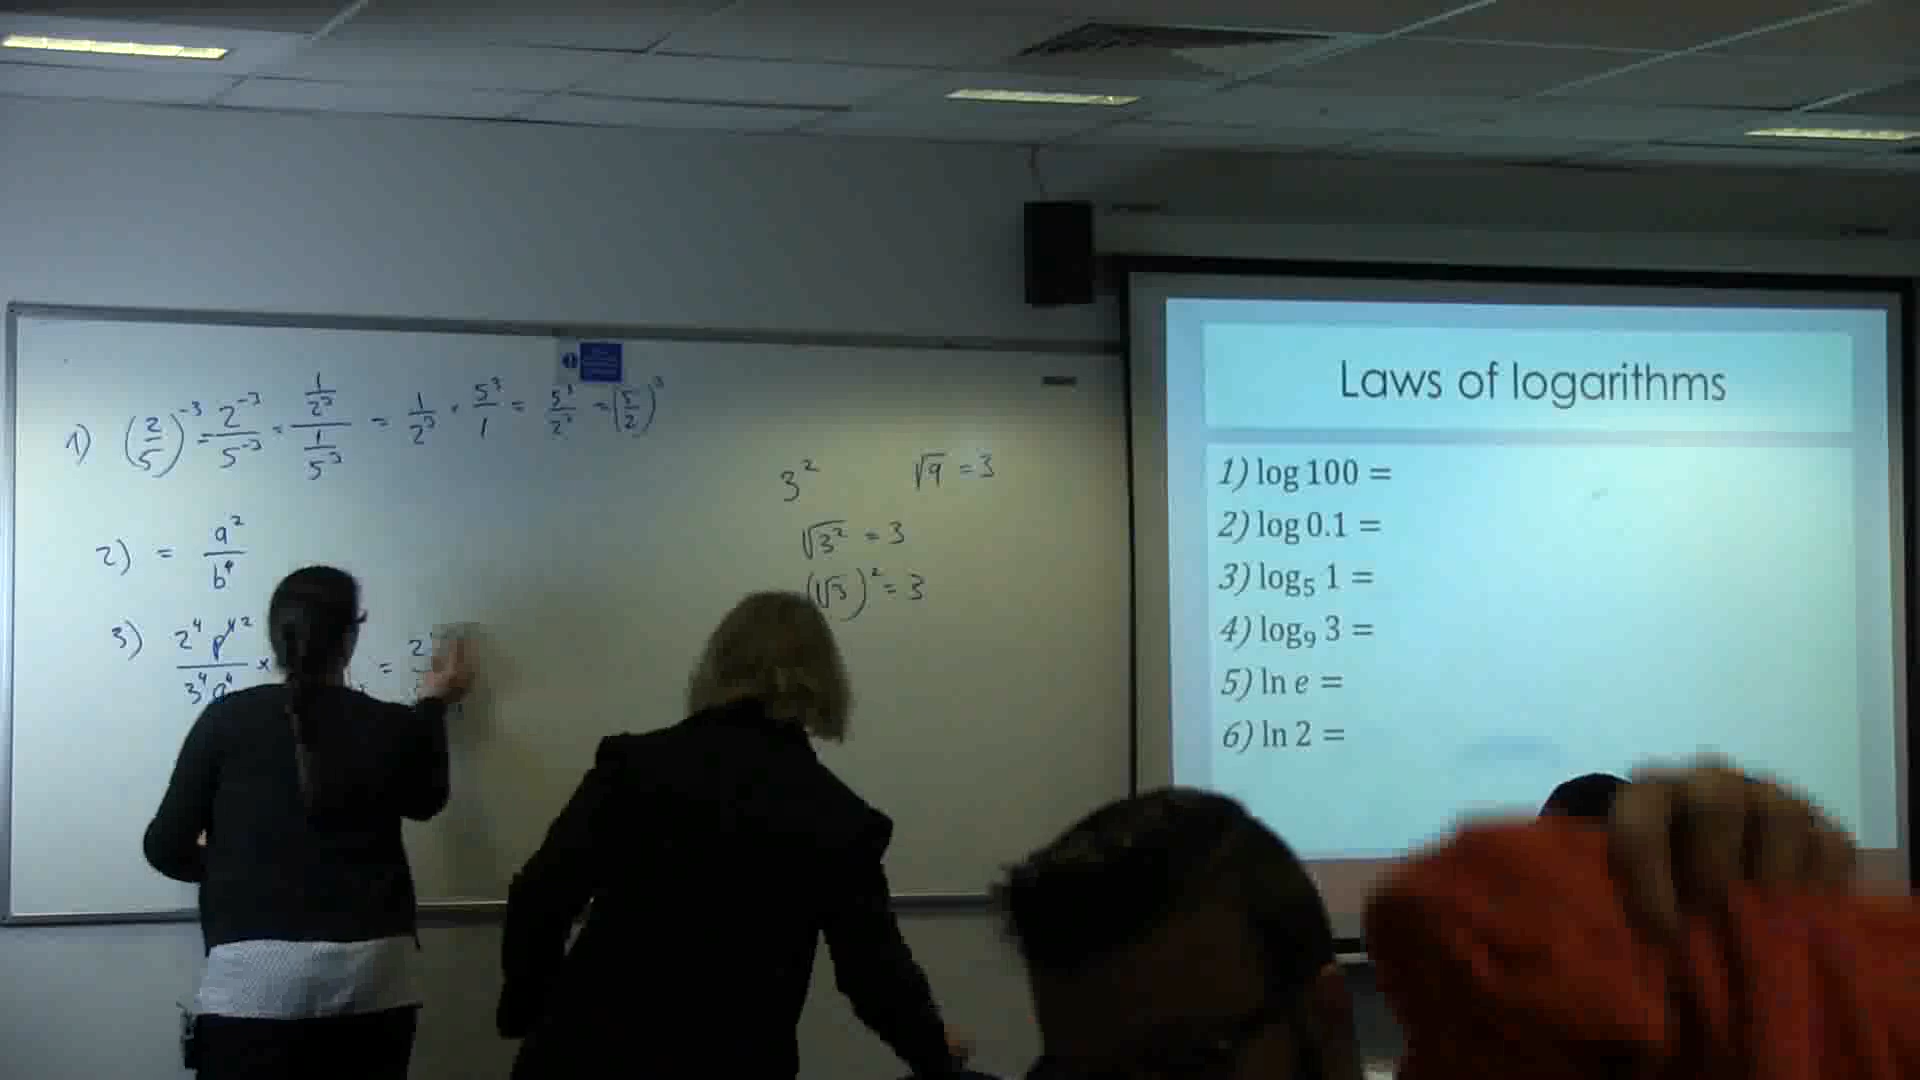 1) (2/5)^-3 = 2^-3/5^-3 = (1/2^3)/(1/5^3) = 1/2^3 · 5^3/1 = 5^3/2^3 = (5/2)^3
2) = a^2/b^4
3) 2^4 p^4 2/3^4 q^4 × = 2
3^2 √9 = 3
√3^2 = 3
(√3)^2 = 3
Laws of logarithms
1) log 100 =
2) log 0.1 =
3) log₅ 1 =
4) log₉ 3 =
5) ln e =
6) ln 2 =